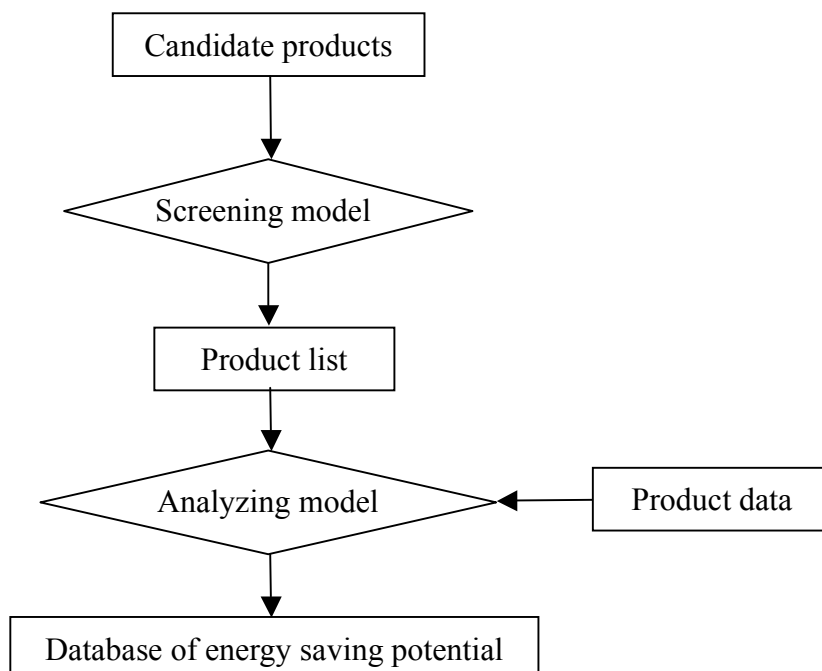 Candidate products
Screening model
Product list
Analyzing model
Product data
Database of energy saving potential